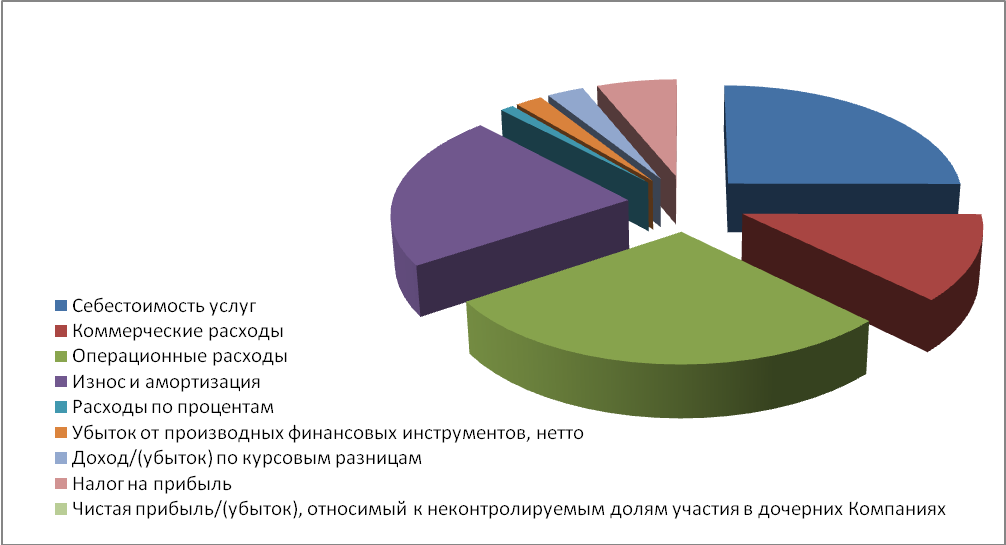 Себестоимость услуг
Коммерческие расходы
Операционные расходы
Износ и амортизация
Расходы по процентам
Убыток от производных финансовых инструментов, нетто
Доход/(убыток) по курсовым разницам
Налог на прибыль
Чистая прибыль/(убыток), относимый к неконтролируемым долям участия в дочерних Компаниях